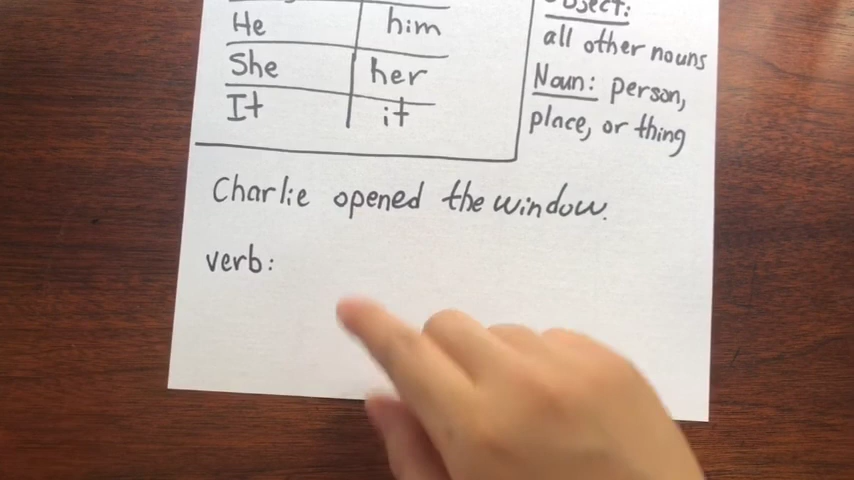 He him
She her
It it
Object:
all other nouns
Noun: person,
place, or thing
Charlie opened the window.
verb: